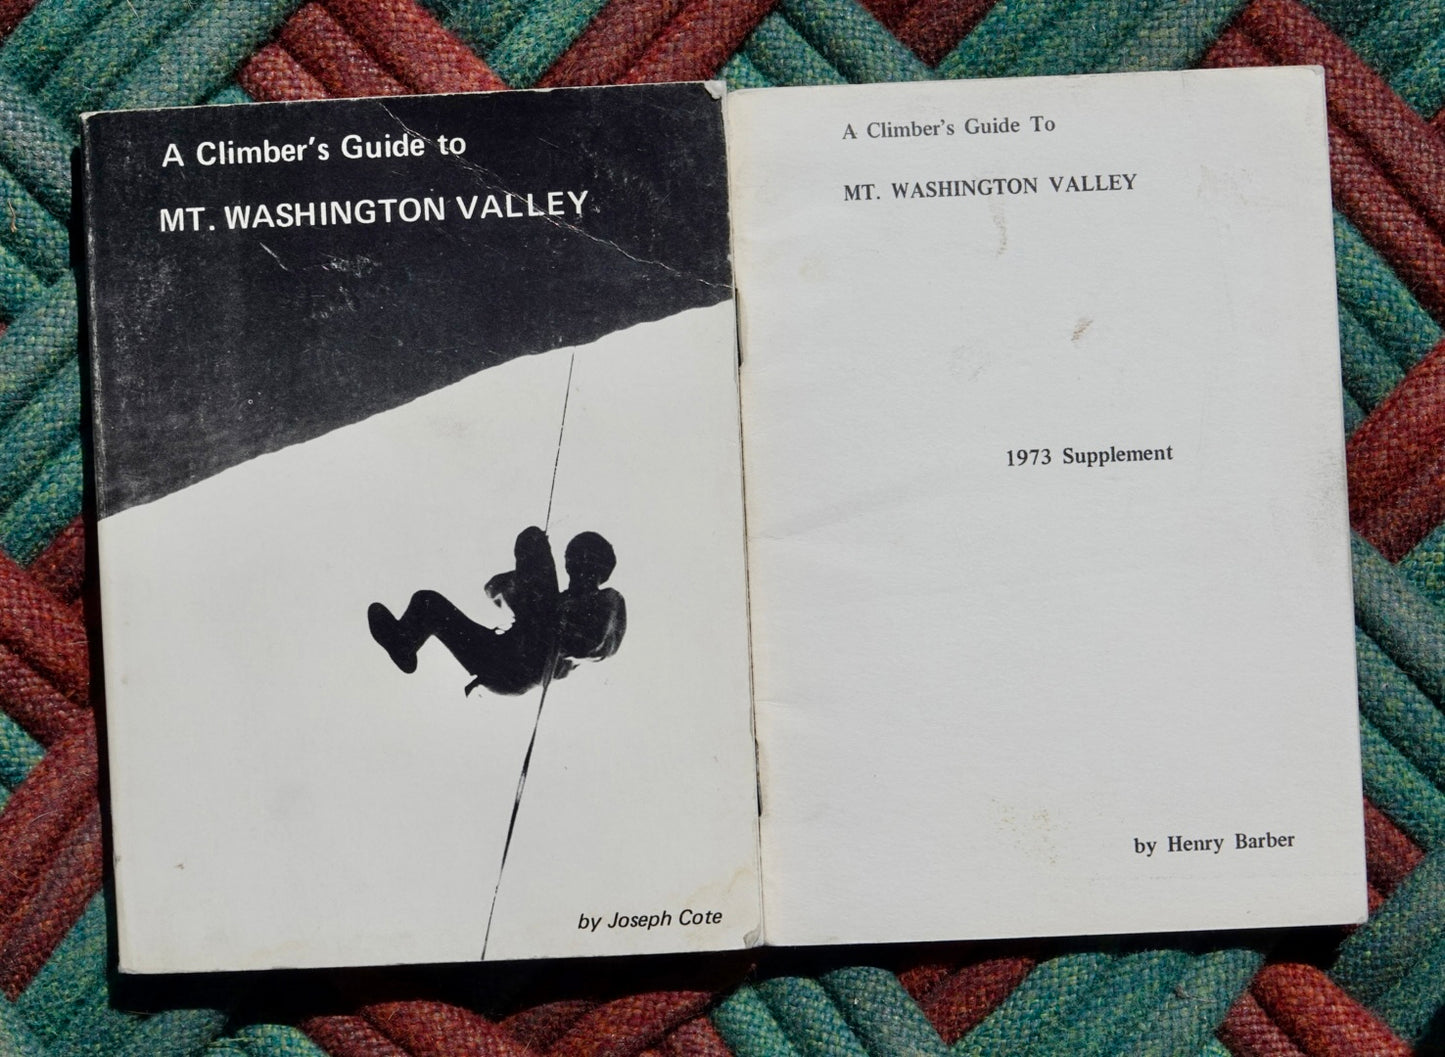 A Climber's Guide to
MT. WASHINGTON VALLEY
by Joseph Cote
A Climber's Guide To
MT. WASHINGTON VALLEY
1973 Supplement
by Henry Barber